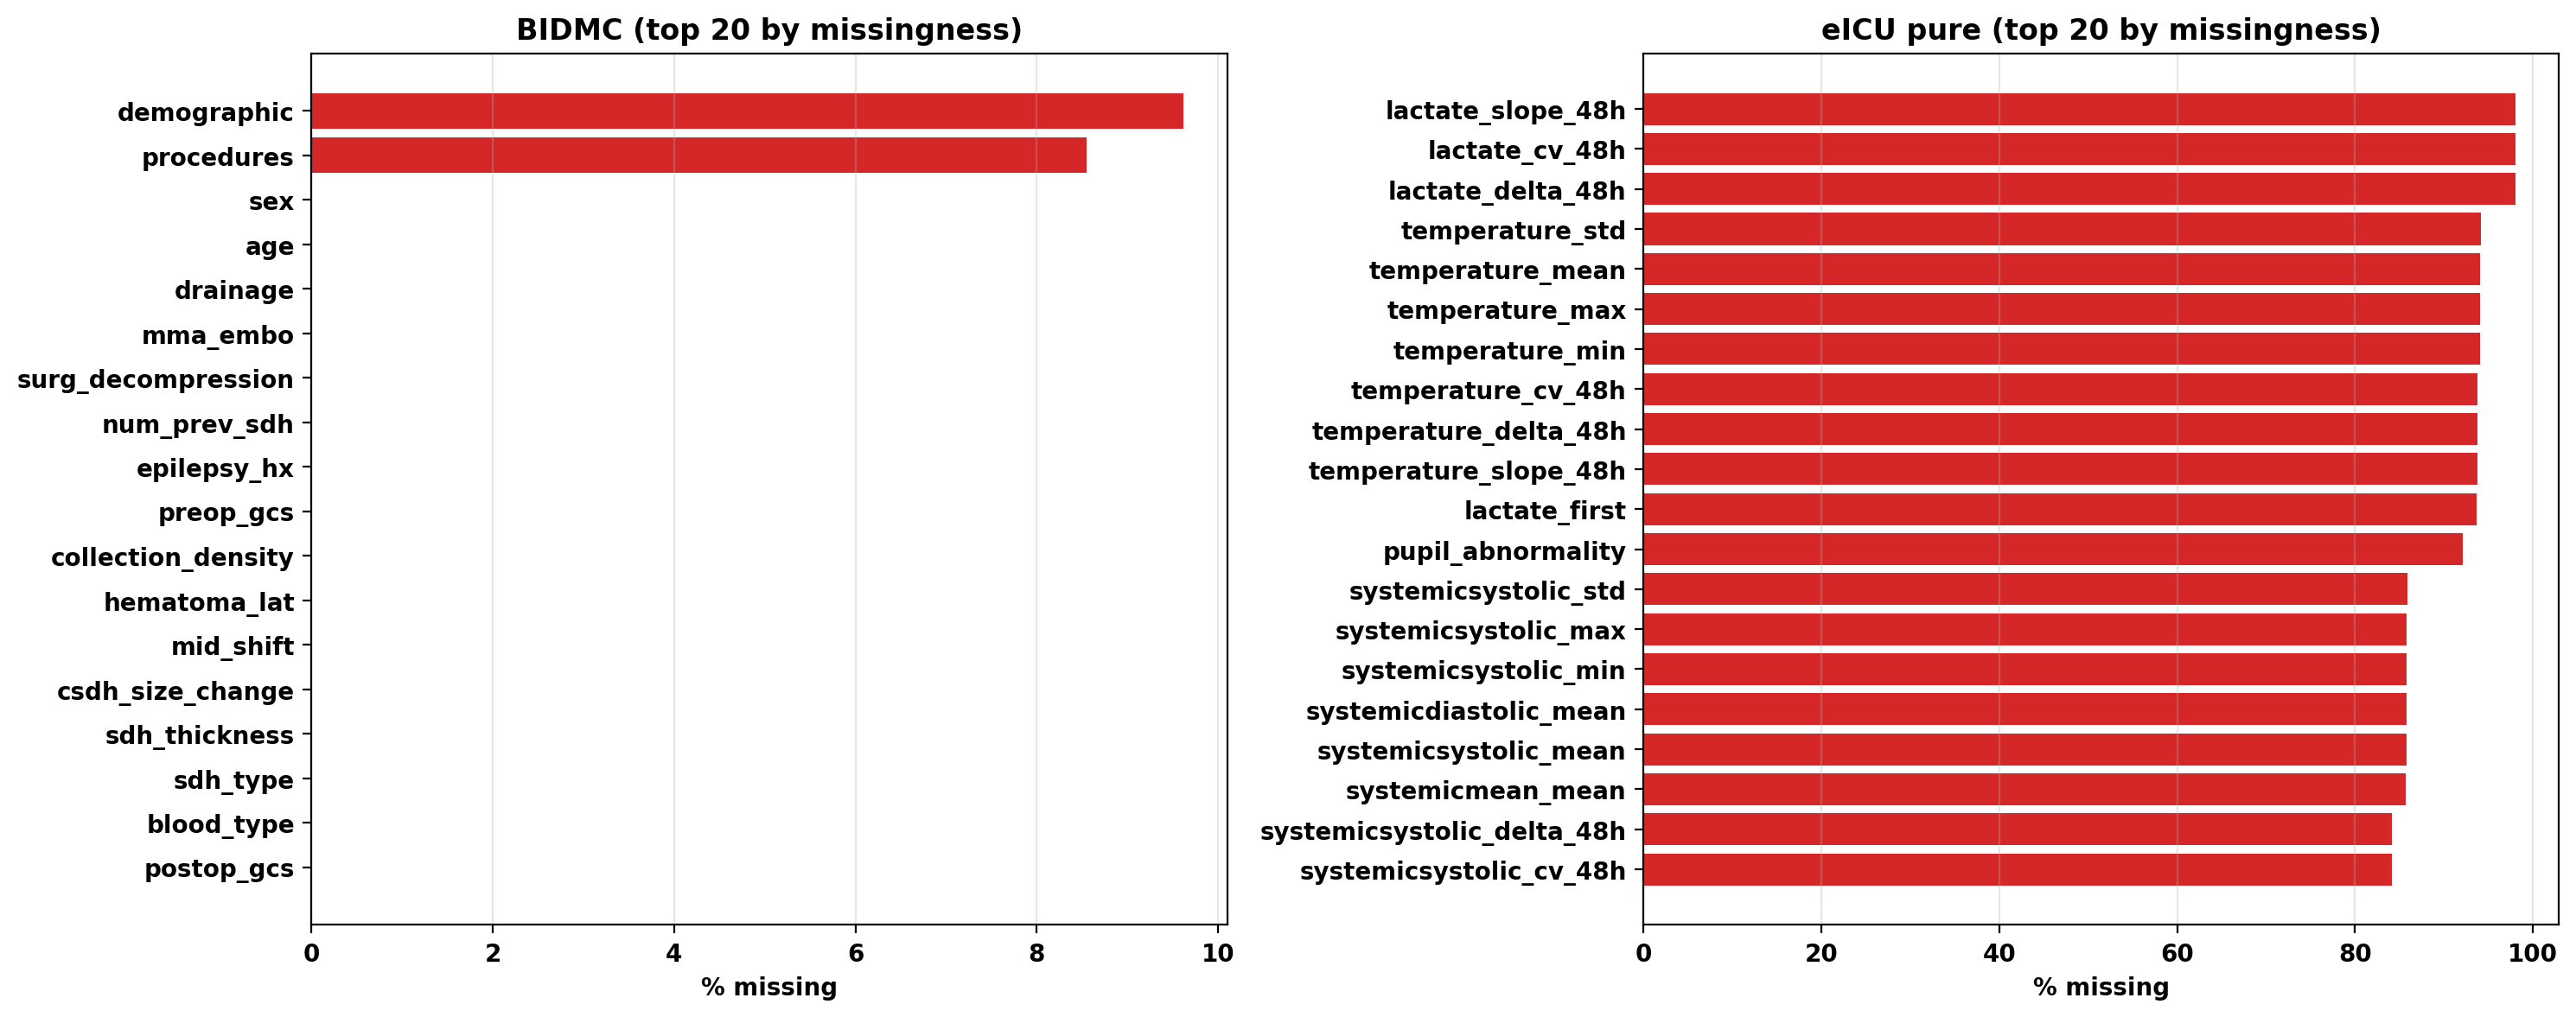 BIDMC (top 20 by missingness)
demographic
procedures
sex
age
drainage
mma_embo
surg_decompression
num_prev_sdh
epilepsy_hx
preop_gcs
collection_density
hematoma_lat
mid_shift
csdh_size_change
sdh_thickness
sdh_type
blood_type
postop_gcs
0 2 4 6 8 10
% missing
eICU pure (top 20 by missingness)
lactate_slope_48h
lactate_cv_48h
lactate_delta_48h
temperature_std
temperature_mean
temperature_max
temperature_min
temperature_cv_48h
temperature_delta_48h
temperature_slope_48h
lactate_first
pupil_abnormality
systemicsystolic_std
systemicsystolic_max
systemicsystolic_min
systemicdiastolic_mean
systemicsystolic_mean
systemicmean_mean
systemicsystolic_delta_48h
systemicsystolic_cv_48h
0 20 40 60 80 100
% missing